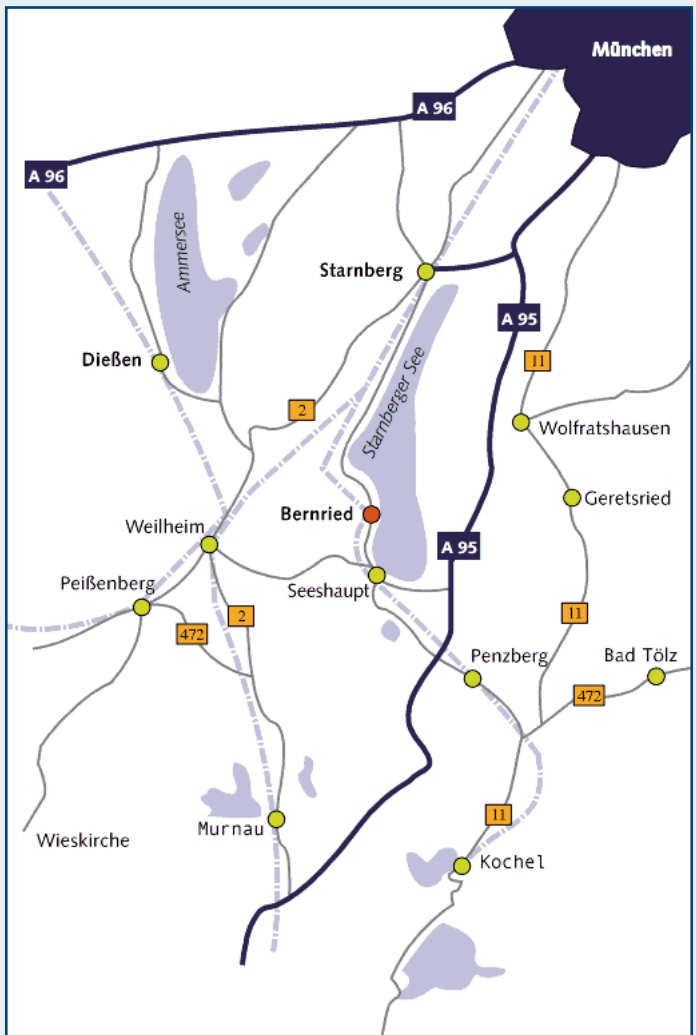 München
A 96
A 96
Ammersee
Starnberg
A 95
Dießen
11
Starnberger See
2
Wolfratshausen
Geretsried
Bernried
Weilheim
A 95
Peißenberg
Seeshaupt
2
11
472
Penzberg
Bad Tölz
472
11
Murnau
Wieskirche
Kochel